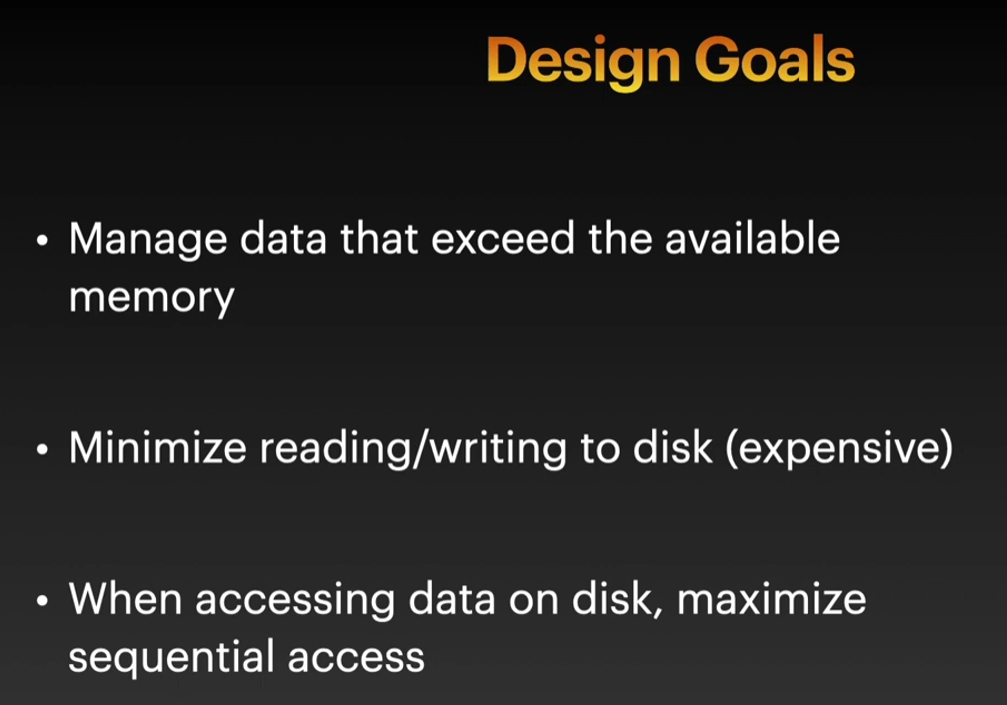 Design Goals
• Manage data that exceed the available
memory
• Minimize reading/writing to disk (expensive)
• When accessing data on disk, maximize
sequential access